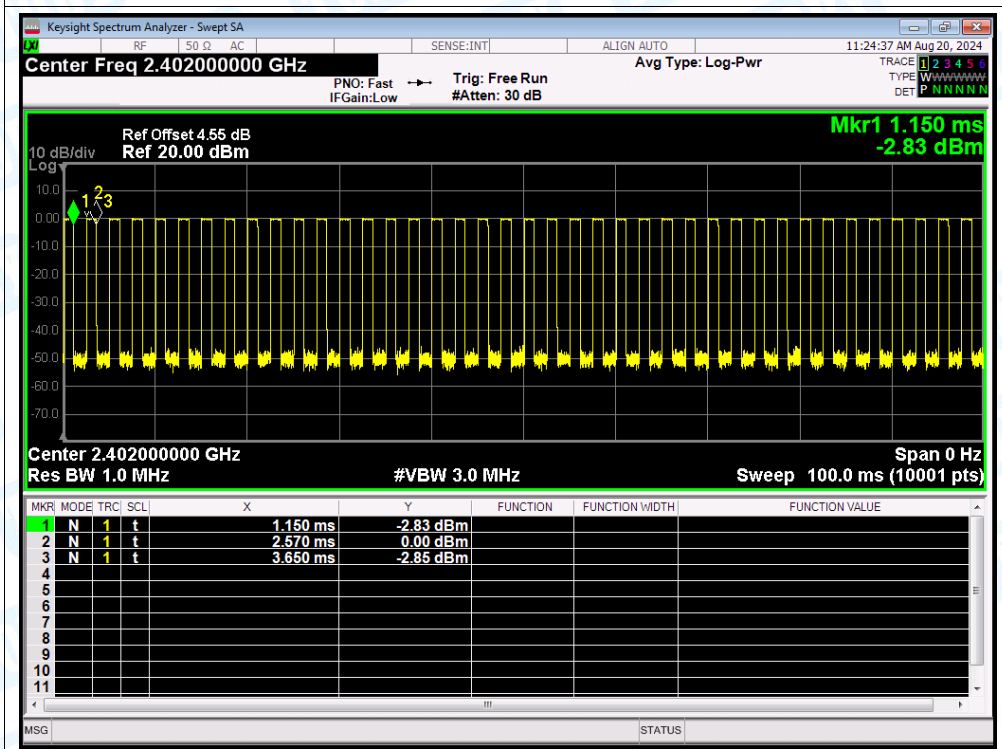 Keysight Spectrum Analyzer - Swept SA
LXI RF 50 Ω AC SENSE:INT ALIGN AUTO 11:24:37 AM Aug 20, 2024
Center Freq 2.402000000 GHz Avg Type: Log-Pwr TRACE 1 2 3 4 5 6
PNO: Fast Trig: Free Run TYPE WWWWWW
IFGain:Low #Atten: 30 dB DET P N N N N N
Mkr1 1.150 ms
Ref Offset 4.55 dB
10 dB/div Ref 20.00 dBm -2.83 dBm
Log
10.0
1 2 3
0.00
-10.0
-20.0
-30.0
-40.0
-50.0
-60.0
-70.0
Center 2.402000000 GHz Span 0 Hz
Res BW 1.0 MHz #VBW 3.0 MHz Sweep 100.0 ms (10001 pts)
MKR MODE TRC SCL X Y FUNCTION FUNCTION WIDTH FUNCTION VALUE
1 N 1 t 1.150 ms -2.83 dBm
2 N 1 t 2.570 ms 0.00 dBm
3 N 1 t 3.650 ms -2.85 dBm
4
5
6
7
8
9
10
11
MSG STATUS